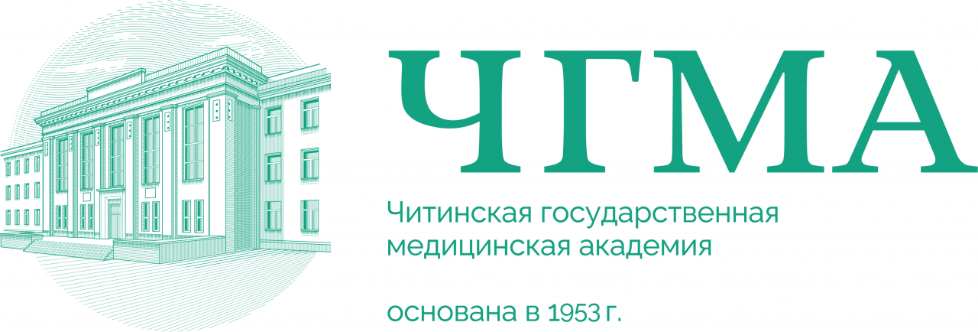 ЧГМА
Читинская государственная
медицинская академия
основана в 1953 г.